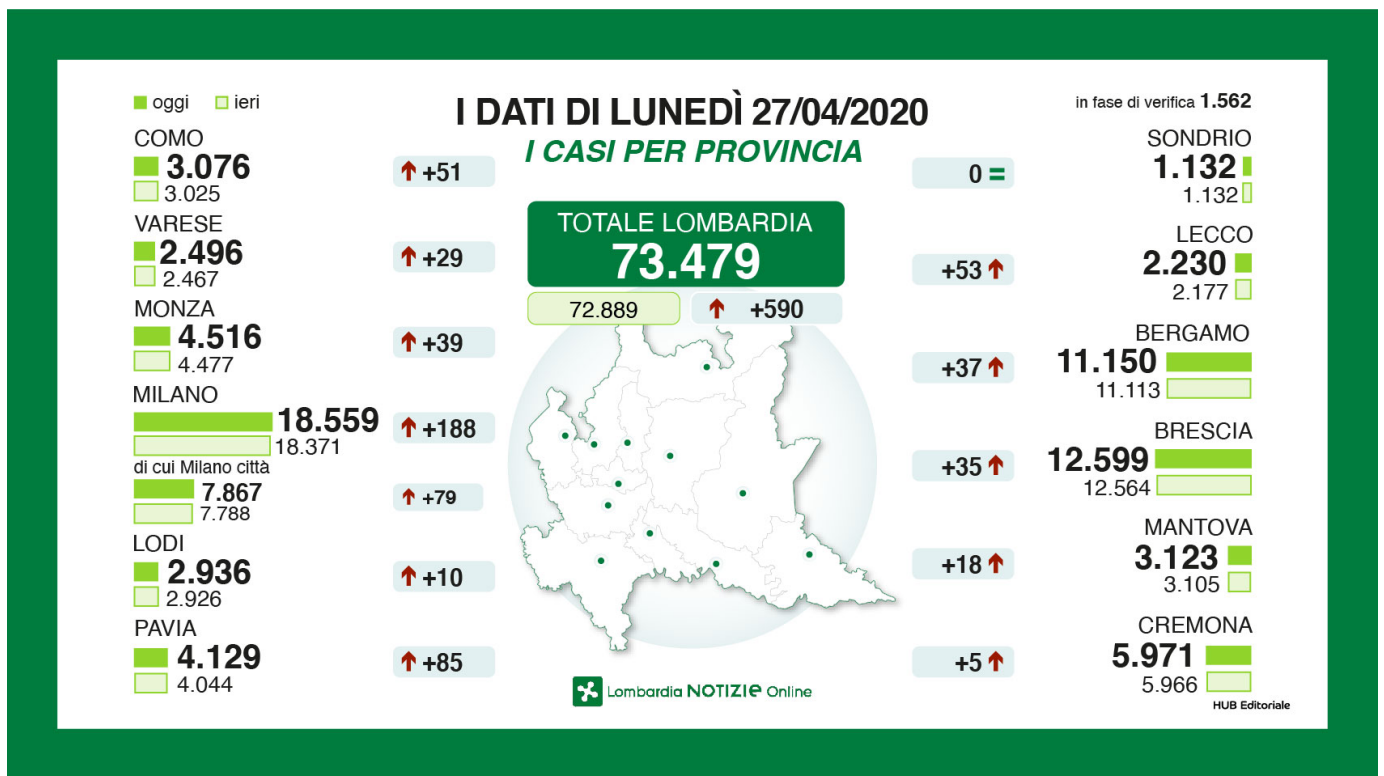 oggi ieri
I DATI DI LUNEDÌ 27/04/2020
I CASI PER PROVINCIA
in fase di verifica 1.562
COMO
3.076
3.025
+51
VARESE
2.496
2.467
+29
MONZA
4.516
4.477
+39
MILANO
18.559
18.371
+188
di cui Milano città
7.867
7.788
+79
LODI
2.936
2.926
+10
PAVIA
4.129
4.044
+85
TOTALE LOMBARDIA
73.479
72.889
+590
SONDRIO
1.132
1.132
0 =
LECCO
2.230
2.177
+53
BERGAMO
11.150
11.113
+37
BRESCIA
12.599
12.564
+35
MANTOVA
3.123
3.105
+18
CREMONA
5.971
5.966
+5
Lombardia NOTIZIE Online
HUB Editoriale